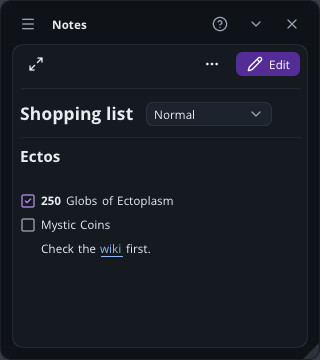 Notes
Edit
Shopping list
Normal
Ectos
250 Globs of Ectoplasm
Mystic Coins
Check the wiki first.